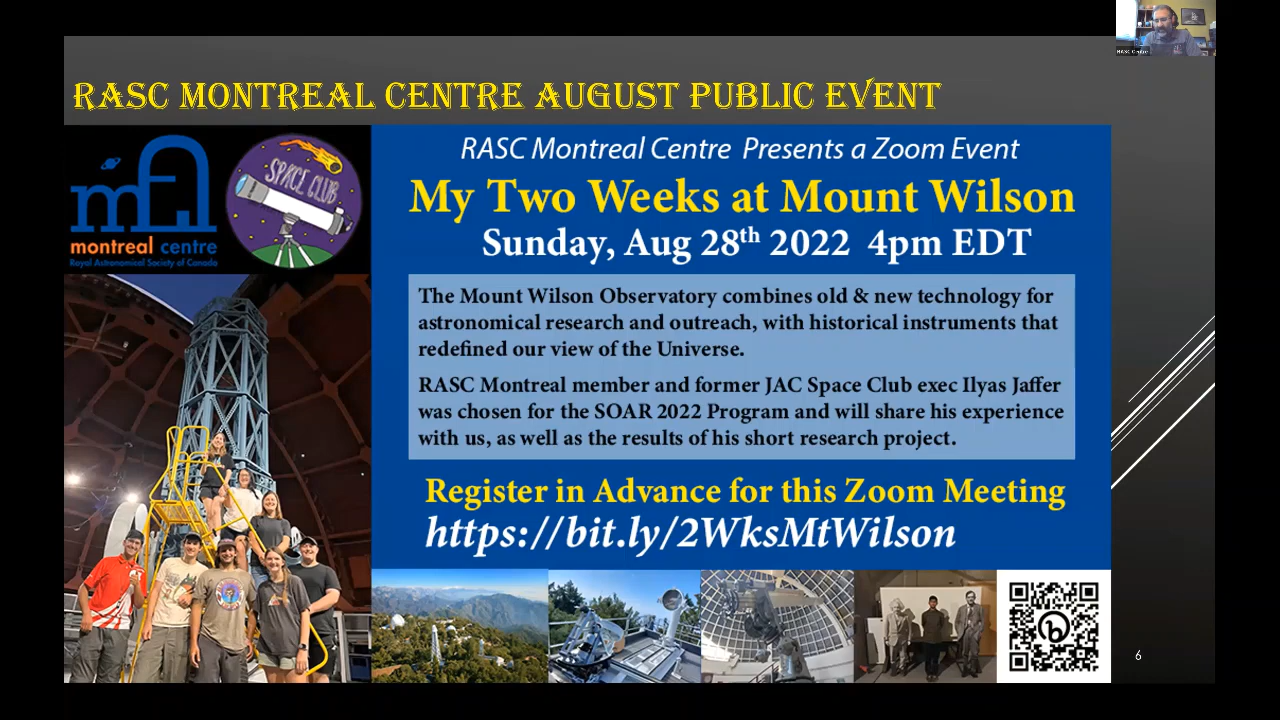 RASC Centre
RASC MONTREAL CENTRE AUGUST PUBLIC EVENT
montreal centre
Royal Astronomical Society of Canada
SPACE CLUB
RASC Montreal Centre Presents a Zoom Event
My Two Weeks at Mount Wilson
Sunday, Aug 28th 2022 4pm EDT
The Mount Wilson Observatory combines old & new technology for
astronomical research and outreach, with historical instruments that
redefined our view of the Universe.
RASC Montreal member and former JAC Space Club exec Ilyas Jaffer
was chosen for the SOAR 2022 Program and will share his experience
with us, as well as the results of his short research project.
Register in Advance for this Zoom Meeting
https://bit.ly/2WksMtWilson
b
6